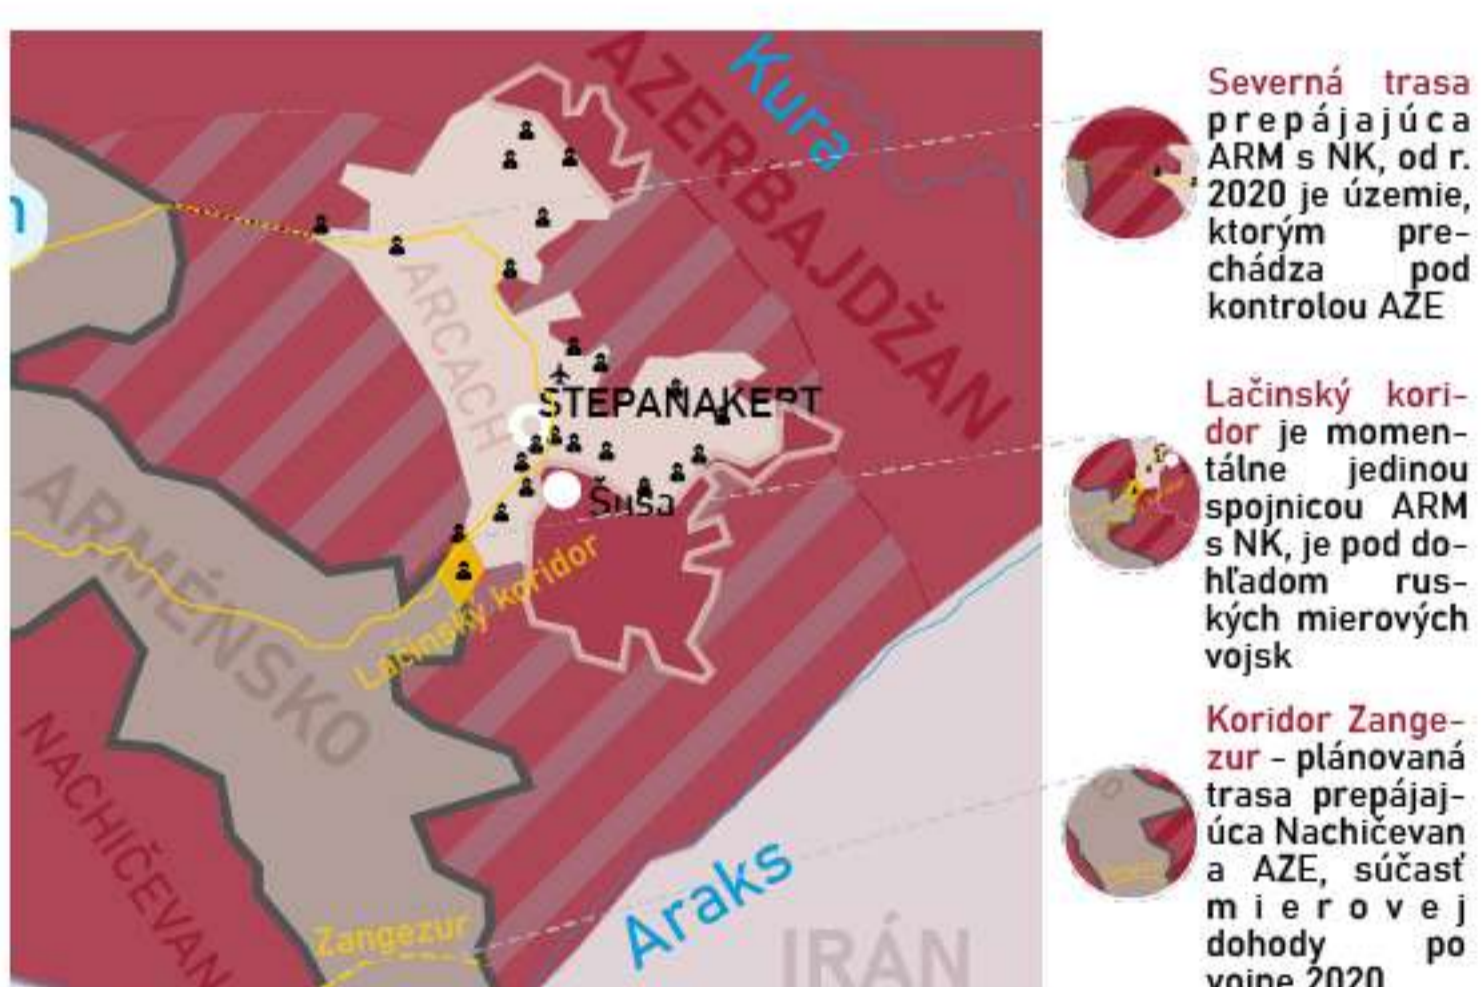 AZERBAJDŽAN
Kura
ARCACH
STEPANAKERT
Šuša
ARMÉNSKO
Lačinský koridor
NACHIČEVAN
Zangezur
Araks
IRÁN
Severná trasa
prepájajúca
ARM s NK, od r.
2020 je územie,
ktorým pre-
chádza pod
kontrolou AZE
Lačinský kori-
dor je momen-
tálne jedinou
spojnicou ARM
s NK, je pod do-
hľadom rus-
kých mierových
vojsk
Koridor Zange-
zur - plánovaná
trasa prepájaj-
úca Nachičevan
a AZE, súčasť
mierovej
dohody po
vojne 2020